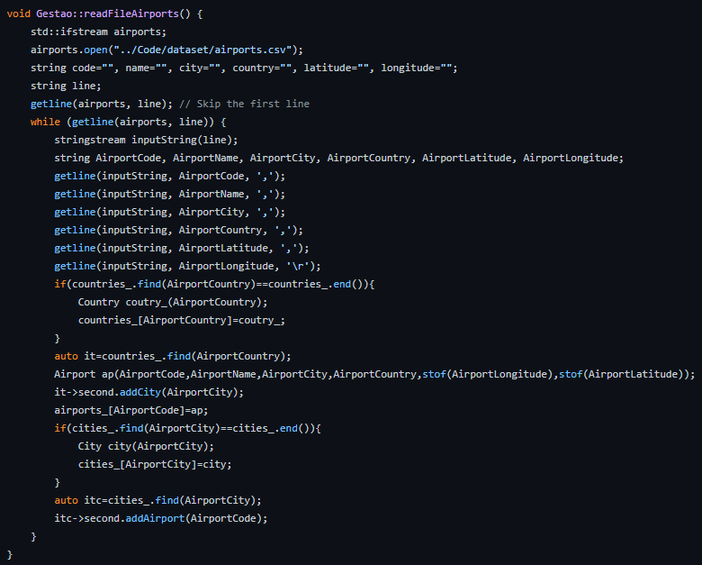 void Gestao::readFileAirports() {
    std::ifstream airports;
    airports.open("../Code/dataset/airports.csv");
    string code="", name="", city="", country="", latitude="", longitude="";
    string line;
    getline(airports, line); // Skip the first line
    while (getline(airports, line)) {
        stringstream inputString(line);
        string AirportCode, AirportName, AirportCity, AirportCountry, AirportLatitude, AirportLongitude;
        getline(inputString, AirportCode, ',');
        getline(inputString, AirportName, ',');
        getline(inputString, AirportCity, ',');
        getline(inputString, AirportCountry, ',');
        getline(inputString, AirportLatitude, ',');
        getline(inputString, AirportLongitude, '\r');
        if(countries_.find(AirportCountry)==countries_.end()){
            Country coutry_(AirportCountry);
            countries_[AirportCountry]=coutry_;
        }
        auto it=countries_.find(AirportCountry);
        Airport ap(AirportCode,AirportName,AirportCity,AirportCountry,stof(AirportLongitude),stof(AirportLatitude));
        it->second.addCity(AirportCity);
        airports_[AirportCode]=ap;
        if(cities_.find(AirportCity)==cities_.end()){
            City city(AirportCity);
            cities_[AirportCity]=city;
        }
        auto itc=cities_.find(AirportCity);
        itc->second.addAirport(AirportCode);
    }
}